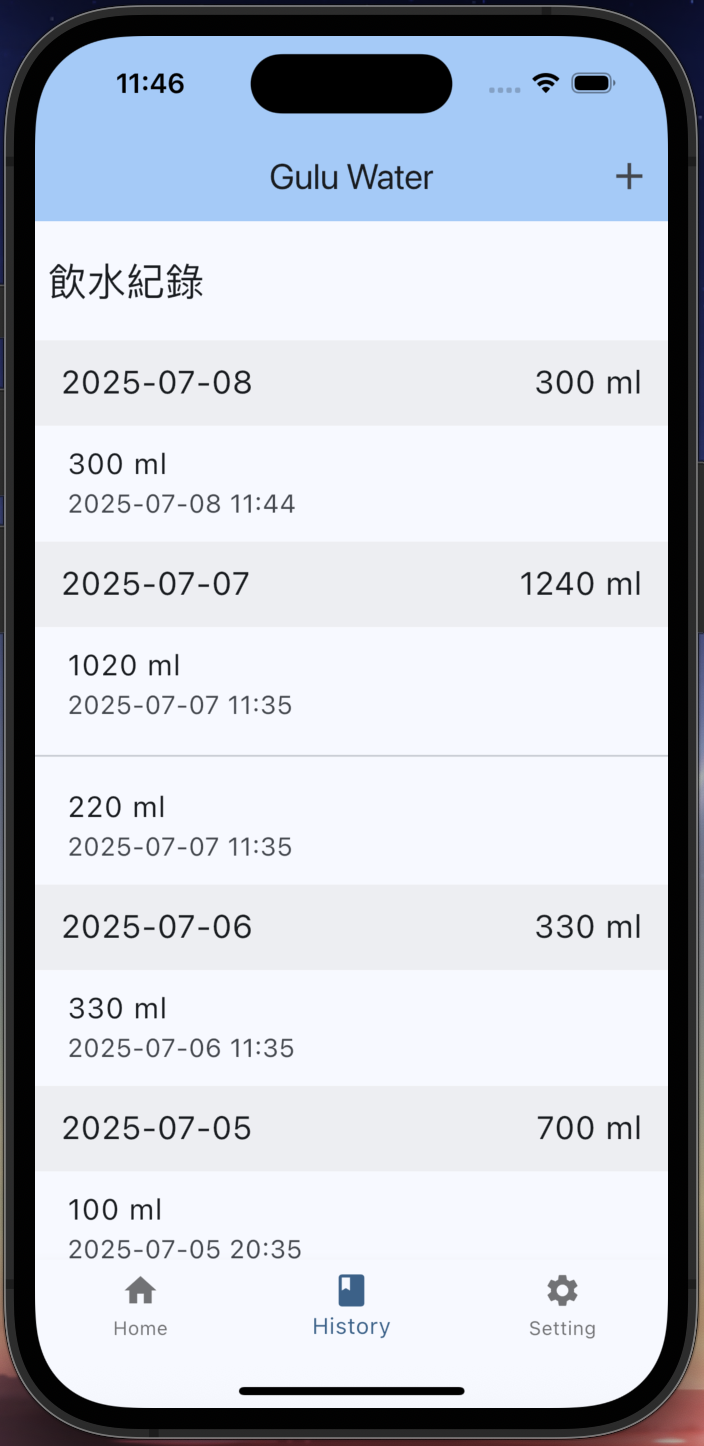 11:46
Gulu Water
飲水紀錄
2025-07-08 300 ml
300 ml
2025-07-08 11:44
2025-07-07 1240 ml
1020 ml
2025-07-07 11:35
220 ml
2025-07-07 11:35
2025-07-06 330 ml
330 ml
2025-07-06 11:35
2025-07-05 700 ml
100 ml
2025-07-05 20:35
Home History Setting